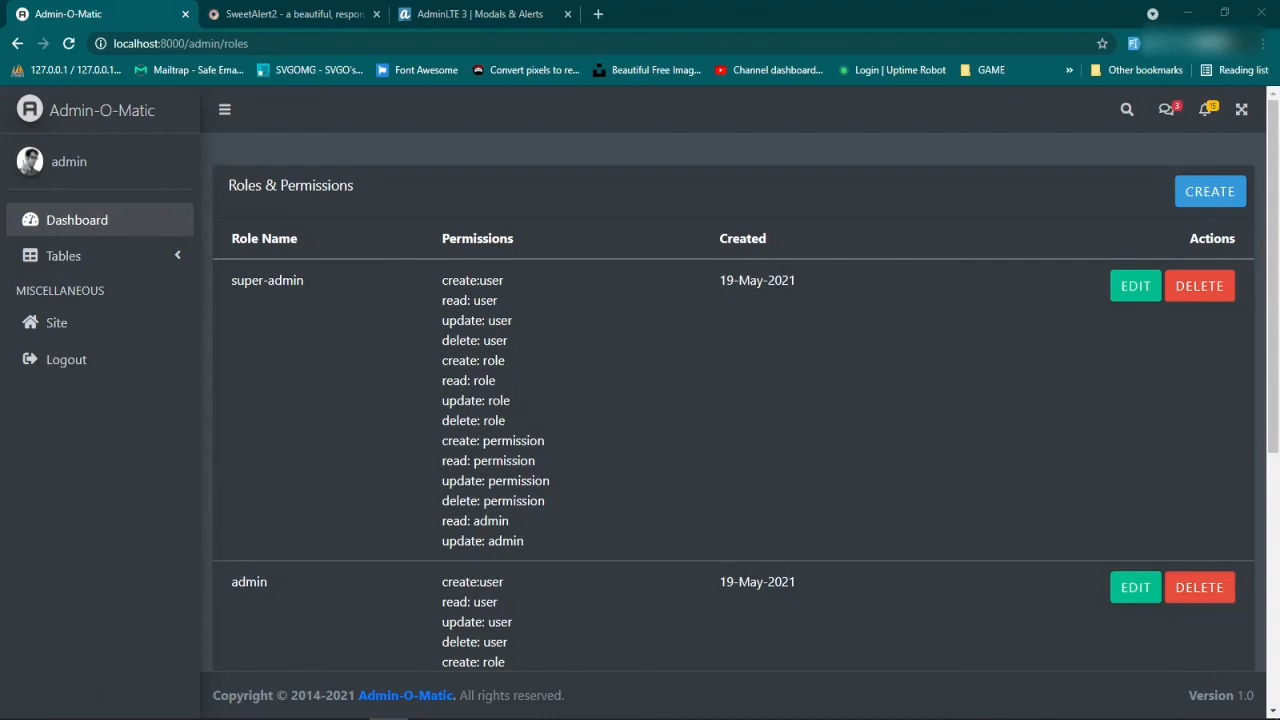 Admin-O-Matic
SweetAlert2 - a beautiful, respon
AdminLTE 3 | Modals & Alerts
localhost:8000/admin/roles
127.0.0.1 / 127.0.0.1...
Mailtrap - Safe Ema...
SVGOMG - SVGO's...
Font Awesome
Convert pixels to re...
Beautiful Free Imag...
Channel dashboard...
Login | Uptime Robot
GAME
»
Other bookmarks
Reading list
Admin-O-Matic
3
15
admin
Dashboard
Tables
MISCELLANEOUS
Site
Logout
Roles & Permissions
CREATE
Role Name Permissions Created Actions
super-admin create:user 19-May-2021 EDIT DELETE
read: user
update: user
delete: user
create: role
read: role
update: role
delete: role
create: permission
read: permission
update: permission
delete: permission
read: admin
update: admin
admin create:user 19-May-2021 EDIT DELETE
read: user
update: user
delete: user
create: role
Copyright © 2014-2021 Admin-O-Matic. All rights reserved.
Version 1.0